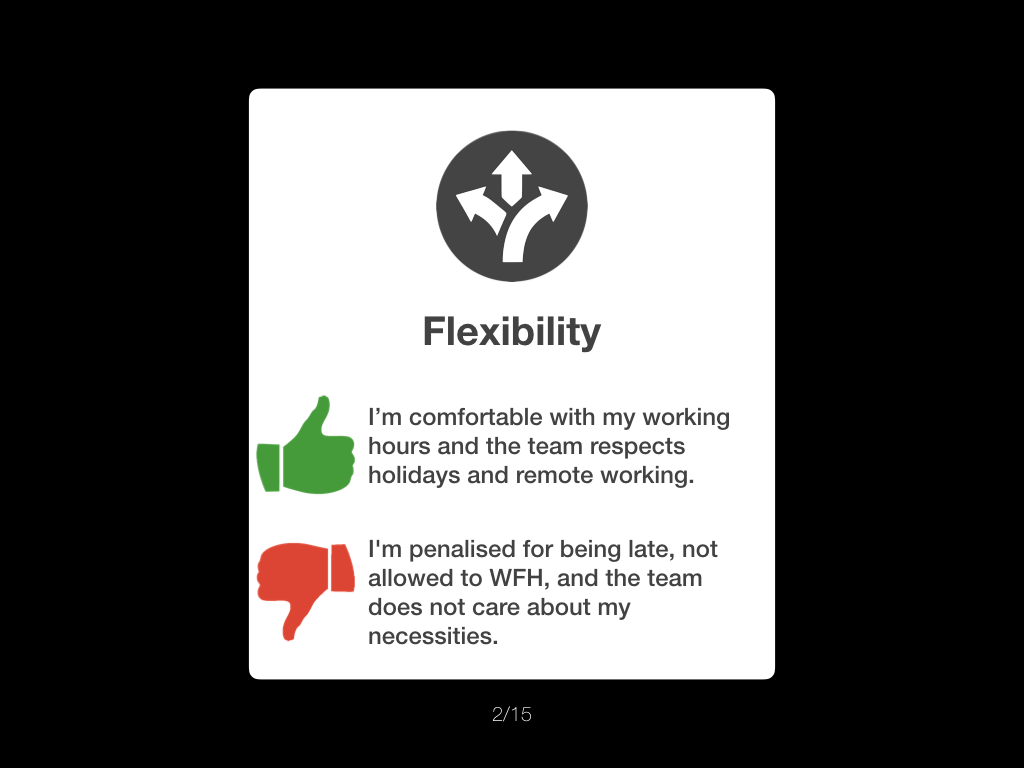 Flexibility
I’m comfortable with my working
hours and the team respects
holidays and remote working.
I'm penalised for being late, not
allowed to WFH, and the team
does not care about my
necessities.
2/15